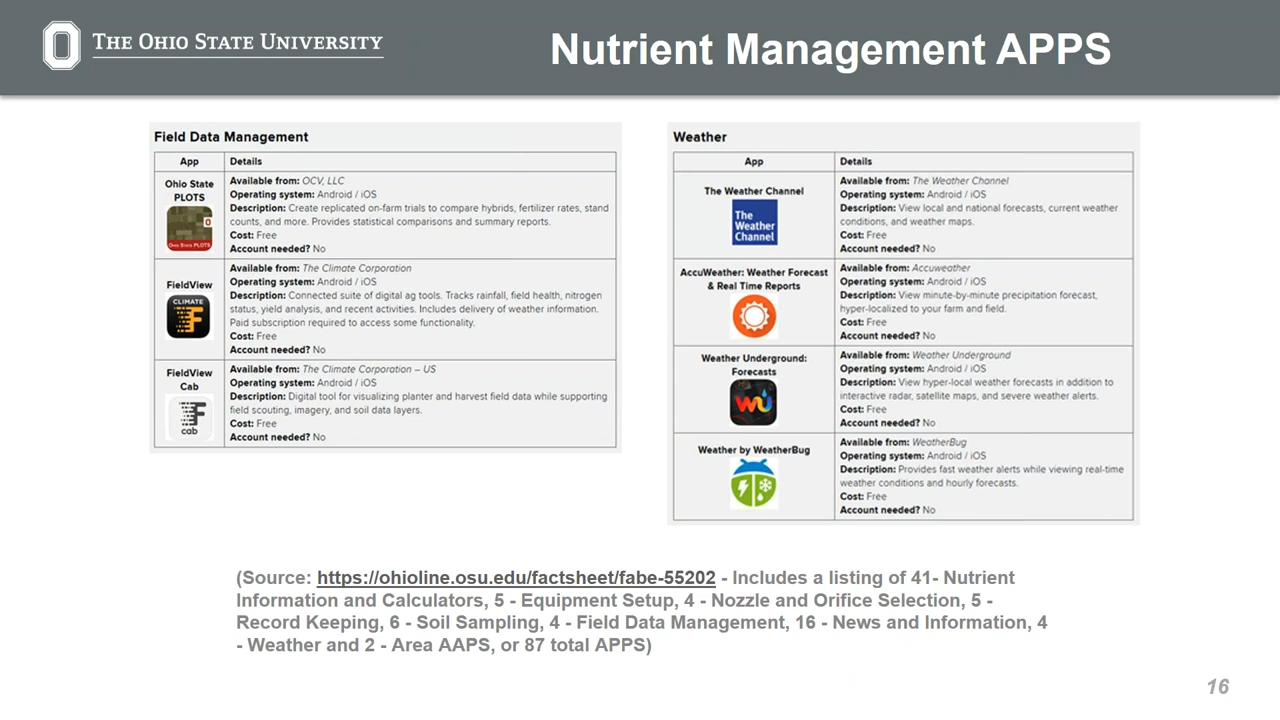 THE OHIO STATE UNIVERSITY
Nutrient Management APPS
Field Data Management
App
Details
Ohio State
PLOTS
OHIO STATE PLOTS
Available from: OCV, LLC
Operating system: Android / iOS
Description: Create replicated on-farm trials to compare hybrids, fertilizer rates, stand
counts, and more. Provides statistical comparisons and summary reports.
Cost: Free
Account needed? No
FieldView
CLIMATE
Available from: The Climate Corporation
Operating system: Android / iOS
Description: Connected suite of digital ag tools. Tracks rainfall, field health, nitrogen
status, yield analysis, and recent activities. Includes delivery of weather information.
Paid subscription required to access some functionality.
Cost: Free
Account needed? No
FieldView
Cab
cab
Available from: The Climate Corporation – US
Operating system: Android / iOS
Description: Digital tool for visualizing planter and harvest field data while supporting
field scouting, imagery, and soil data layers.
Cost: Free
Account needed? No
Weather
App
Details
The Weather Channel
The
Weather
Channel
Available from: The Weather Channel
Operating system: Android / iOS
Description: View local and national forecasts, current weather
conditions, and weather maps.
Cost: Free
Account needed? No
AccuWeather: Weather Forecast
& Real Time Reports
Available from: Accuweather
Operating system: Android / iOS
Description: View minute-by-minute precipitation forecast,
hyper-localized to your farm and field.
Cost: Free
Account needed? No
Weather Underground:
Forecasts
wu
Available from: Weather Underground
Operating system: Android / iOS
Description: View hyper-local weather forecasts in addition to
interactive radar, satellite maps, and severe weather alerts.
Cost: Free
Account needed? No
Weather by WeatherBug
Available from: WeatherBug
Operating system: Android / iOS
Description: Provides fast weather alerts while viewing real-time
weather conditions and hourly forecasts.
Cost: Free
Account needed? No
(Source: https://ohioline.osu.edu/factsheet/fabe-55202 - Includes a listing of 41- Nutrient
Information and Calculators, 5 - Equipment Setup, 4 - Nozzle and Orifice Selection, 5 -
Record Keeping, 6 - Soil Sampling, 4 - Field Data Management, 16 - News and Information, 4
- Weather and 2 - Area AAPS, or 87 total APPS)
16